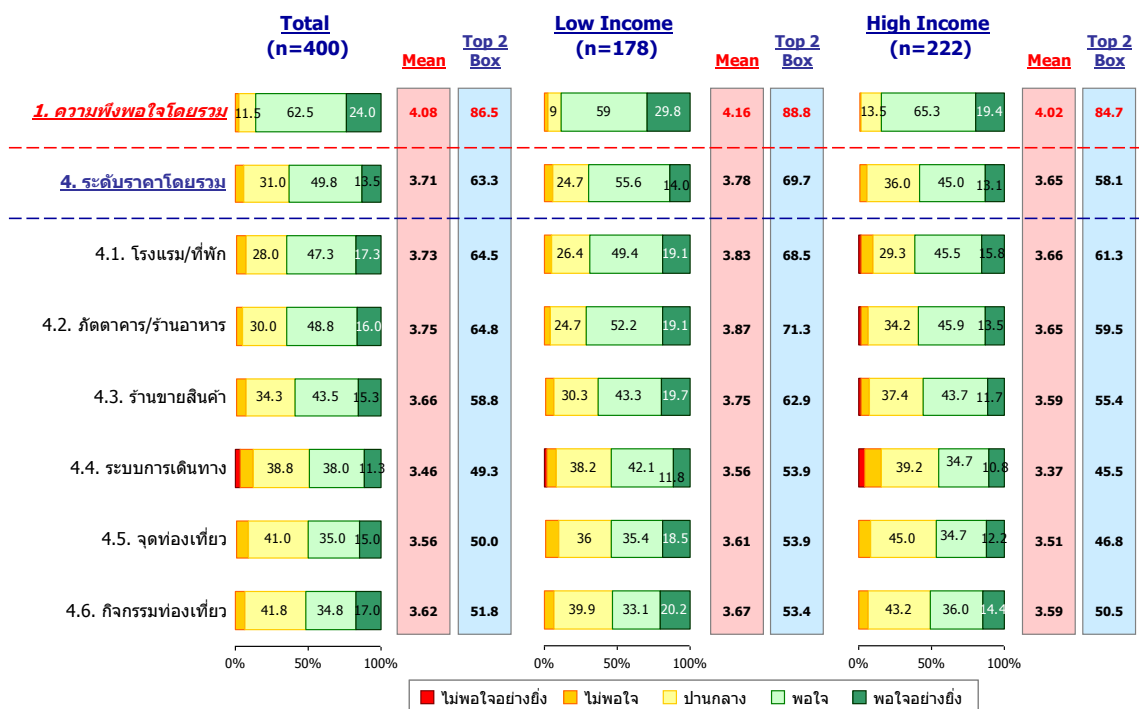 Total
(n=400)
Mean
Top 2
Box
Low Income
(n=178)
Mean
Top 2
Box
High Income
(n=222)
Mean
Top 2
Box
1. ความพึงพอใจโดยรวม 11.5 62.5 24.0 4.08 86.5 9 59 29.8 4.16 88.8 13.5 65.3 19.4 4.02 84.7
4. ระดับราคาโดยรวม 31.0 49.8 13.5 3.71 63.3 24.7 55.6 14.0 3.78 69.7 36.0 45.0 13.1 3.65 58.1
4.1. โรงแรม/ที่พัก 28.0 47.3 17.3 3.73 64.5 26.4 49.4 19.1 3.83 68.5 29.3 45.5 15.8 3.66 61.3
4.2. ภัตตาคาร/ร้านอาหาร 30.0 48.8 16.0 3.75 64.8 24.7 52.2 19.1 3.87 71.3 34.2 45.9 13.5 3.65 59.5
4.3. ร้านขายสินค้า 34.3 43.5 15.3 3.66 58.8 30.3 43.3 19.7 3.75 62.9 37.4 43.7 11.7 3.59 55.4
4.4. ระบบการเดินทาง 38.8 38.0 11.3 3.46 49.3 38.2 42.1 11.8 3.56 53.9 39.2 34.7 10.8 3.37 45.5
4.5. จุดท่องเที่ยว 41.0 35.0 15.0 3.56 50.0 36 35.4 18.5 3.61 53.9 45.0 34.7 12.2 3.51 46.8
4.6. กิจกรรมท่องเที่ยว 41.8 34.8 17.0 3.62 51.8 39.9 33.1 20.2 3.67 53.4 43.2 36.0 14.4 3.59 50.5
0% 50% 100% 0% 50% 100% 0% 50% 100%
ไม่พอใจอย่างยิ่ง ไม่พอใจ ปานกลาง พอใจ พอใจอย่างยิ่ง